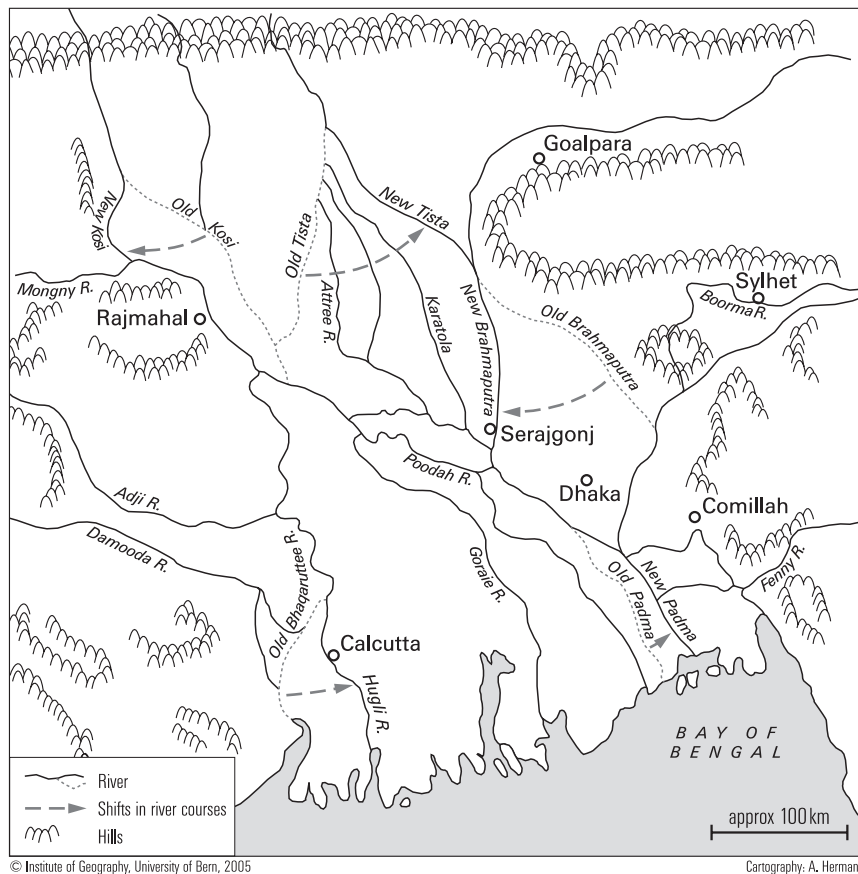 Goalpara
New Kosi
Old Kosi
Old Tista
New Tista
Sylhet
Boorma R.
Mongny R.
Rajmahal
Attree R.
Karatola
New Brahmaputra
Old Brahmaputra
Serajgonj
Poodah R.
Dhaka
Comillah
Adji R.
Damooda R.
Old Bhaqaruttee R.
Goraie R.
Old Padma
New Padma
Fenny R.
Calcutta
Hugli R.
BAY OF
BENGAL
River
Shifts in river courses
Hills
approx 100 km
© Institute of Geography, University of Bern, 2005
Cartography: A. Herman